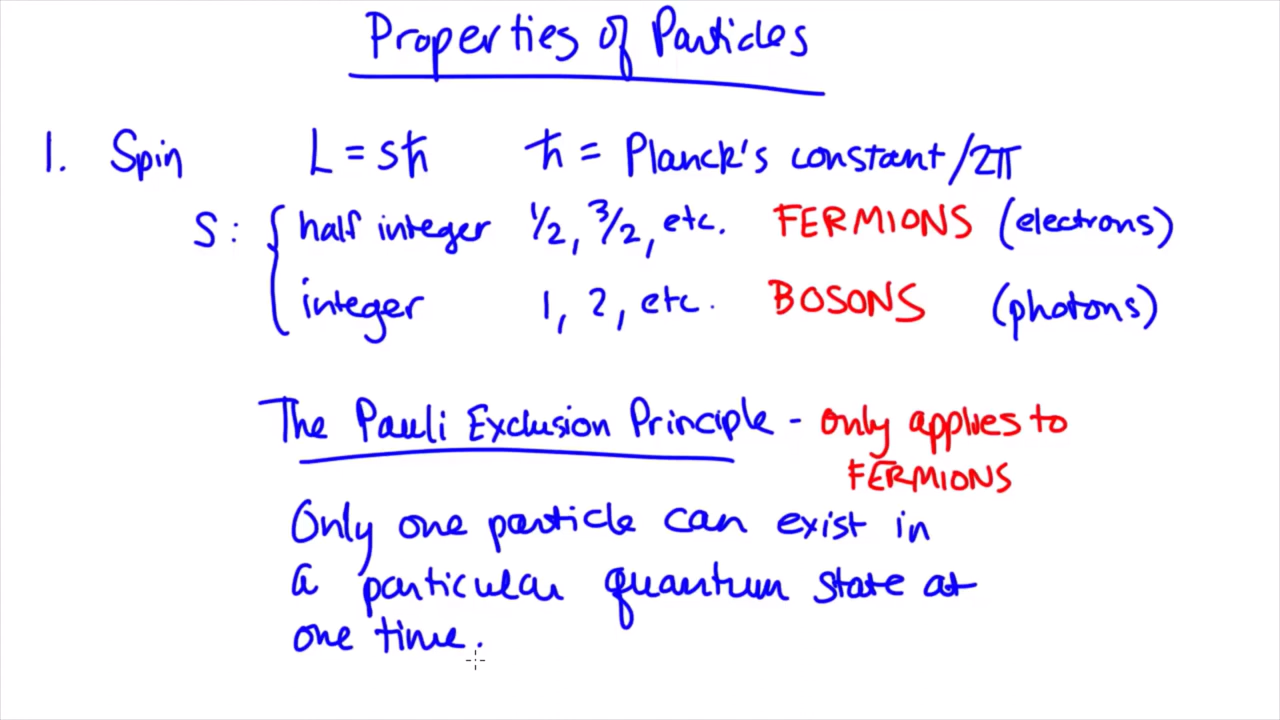 Properties of Particles
1. Spin L = sħ ħ = Planck's constant/2π
S: { half integer 1/2, 3/2, etc. FERMIONS (electrons)
integer 1, 2, etc. BOSONS (photons)
The Pauli Exclusion Principle - only applies to
FERMIONS
Only one particle can exist in
a particular quantum state at
one time.